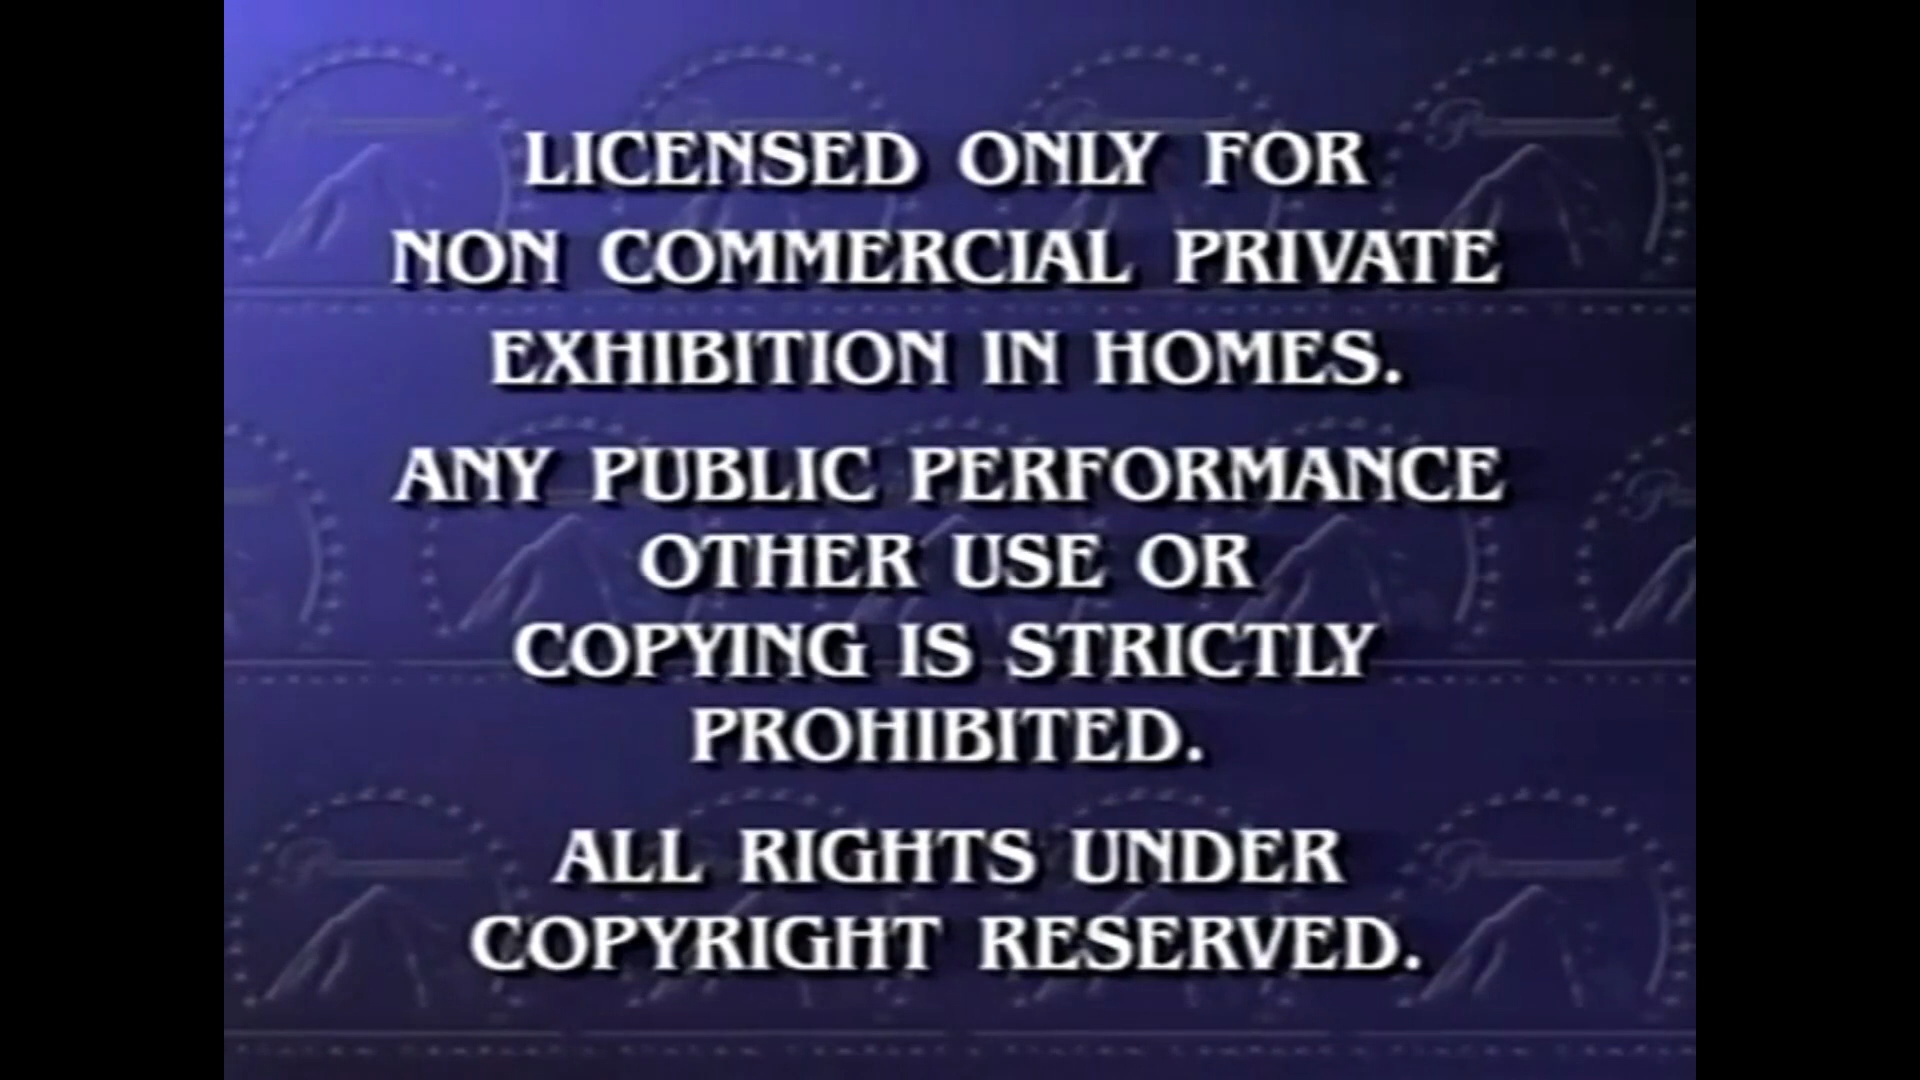 LICENSED ONLY FOR
NON COMMERCIAL PRIVATE
EXHIBITION IN HOMES.
ANY PUBLIC PERFORMANCE
OTHER USE OR
COPYING IS STRICTLY
PROHIBITED.
ALL RIGHTS UNDER
COPYRIGHT RESERVED.